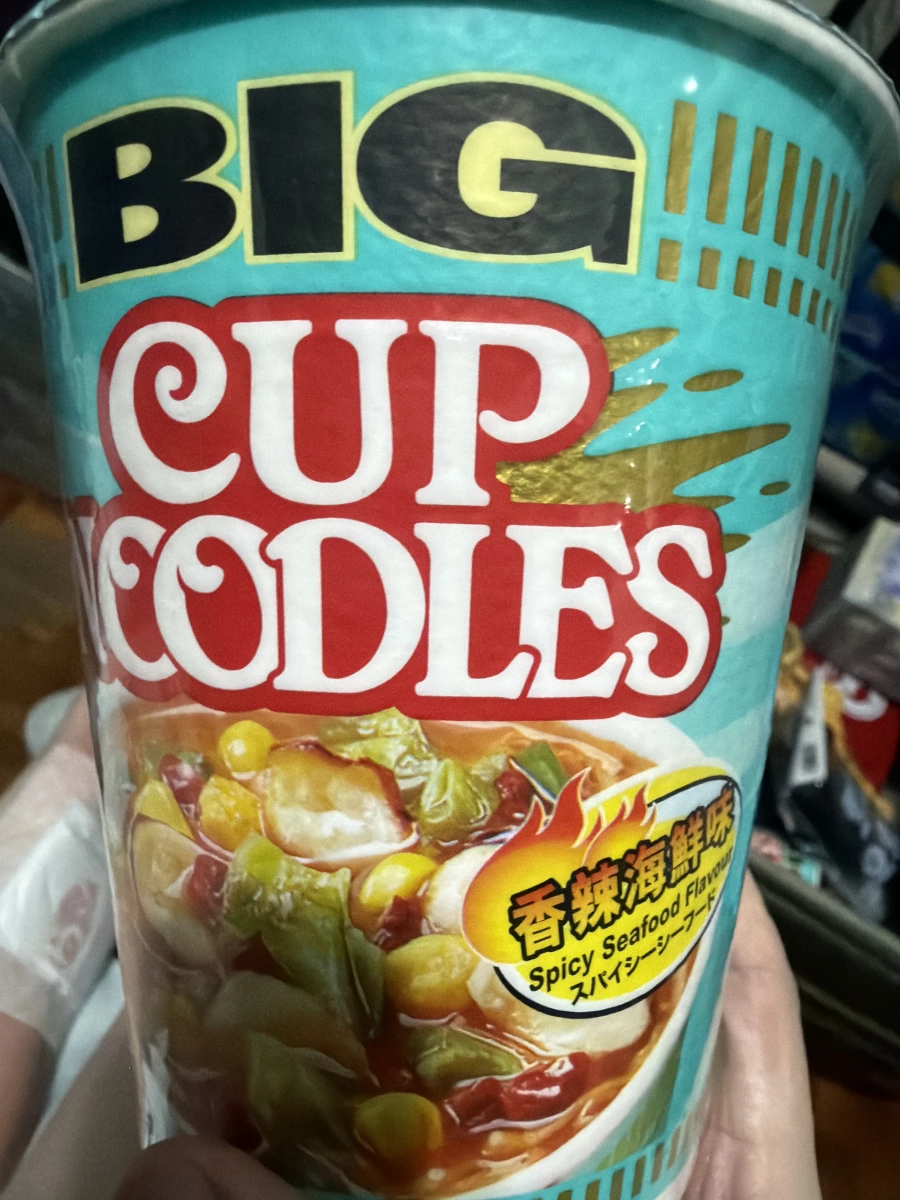 BIG
CUP
NOODLES
香辣海鮮味
Spicy Seafood Flavour
スパイシーシーフード